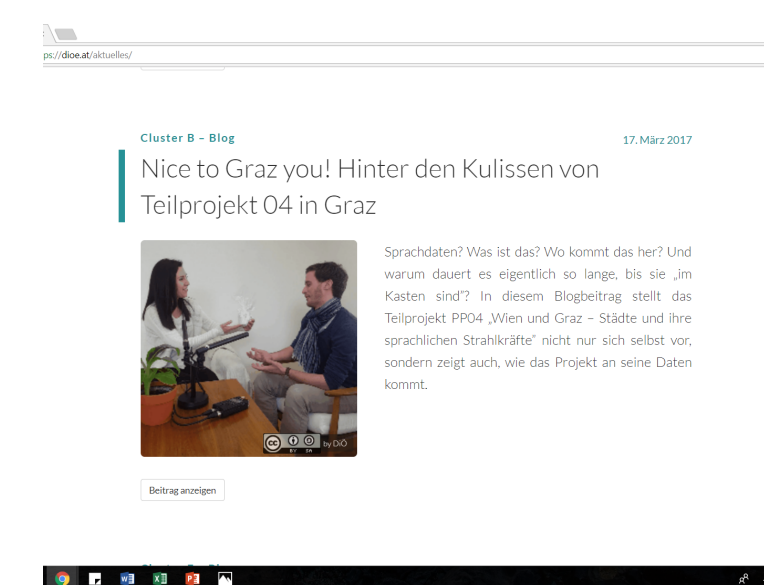 ps://dioe.at/aktuelles/
Cluster B – Blog
17. März 2017
Nice to Graz you! Hinter den Kulissen von
Teilprojekt 04 in Graz
Sprachdaten? Was ist das? Wo kommt das her? Und
warum dauert es eigentlich so lange, bis sie „im
Kasten sind“? In diesem Blogbeitrag stellt das
Teilprojekt PP04 „Wien und Graz – Städte und ihre
sprachlichen Strahlkräfte“ nicht nur sich selbst vor,
sondern zeigt auch, wie das Projekt an seine Daten
kommt.
cc BY SA by DiÖ
Beitrag anzeigen